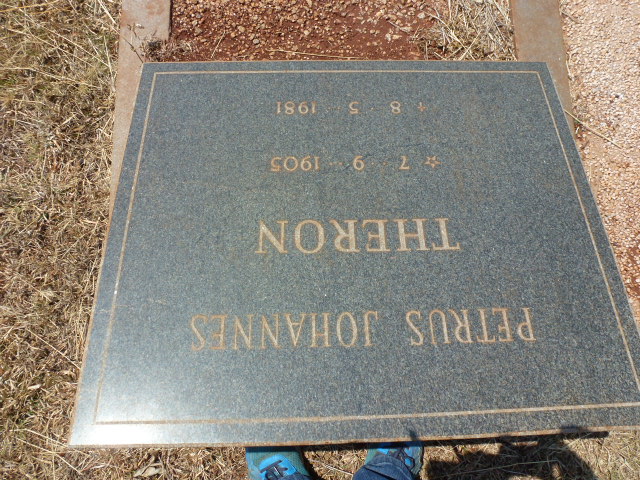 PETRUS JOHANNES
THERON
☆ 7 · 9 · 1905
+ 8 · 5 · 1981